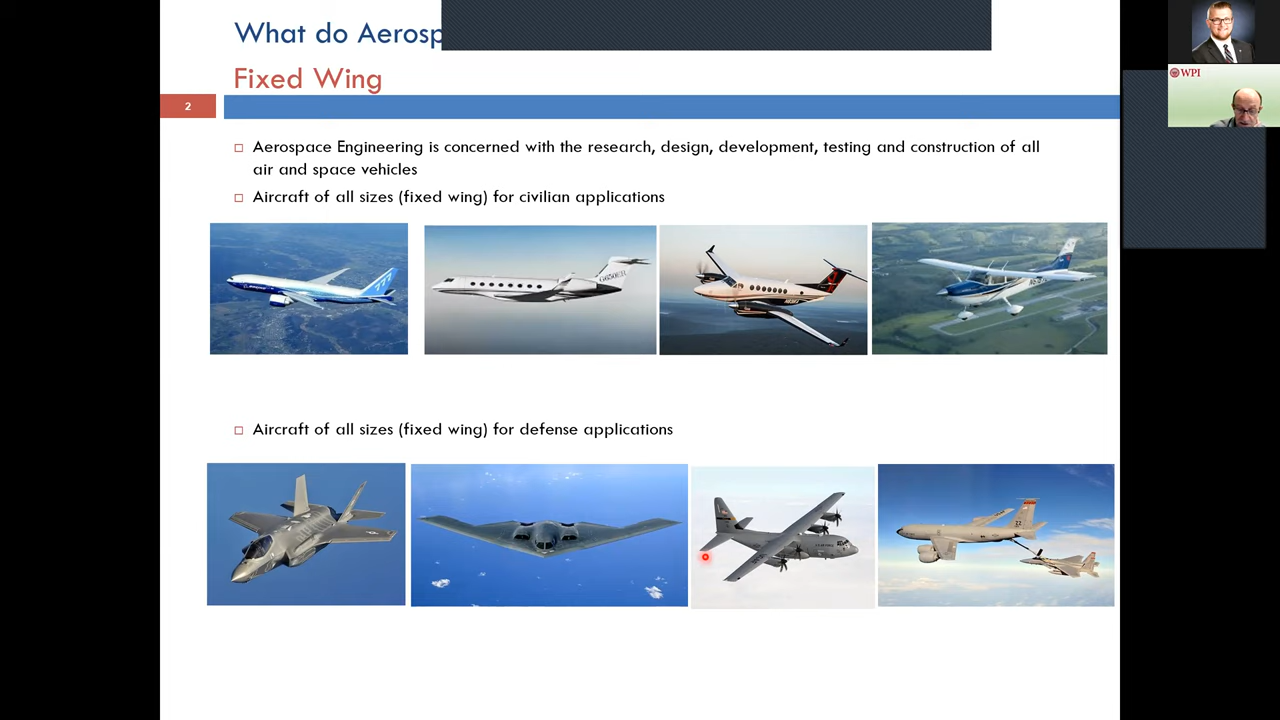 What do Aerosp
Fixed Wing
2
Aerospace Engineering is concerned with the research, design, development, testing and construction of all
air and space vehicles
Aircraft of all sizes (fixed wing) for civilian applications
777
Aircraft of all sizes (fixed wing) for defense applications
WPI